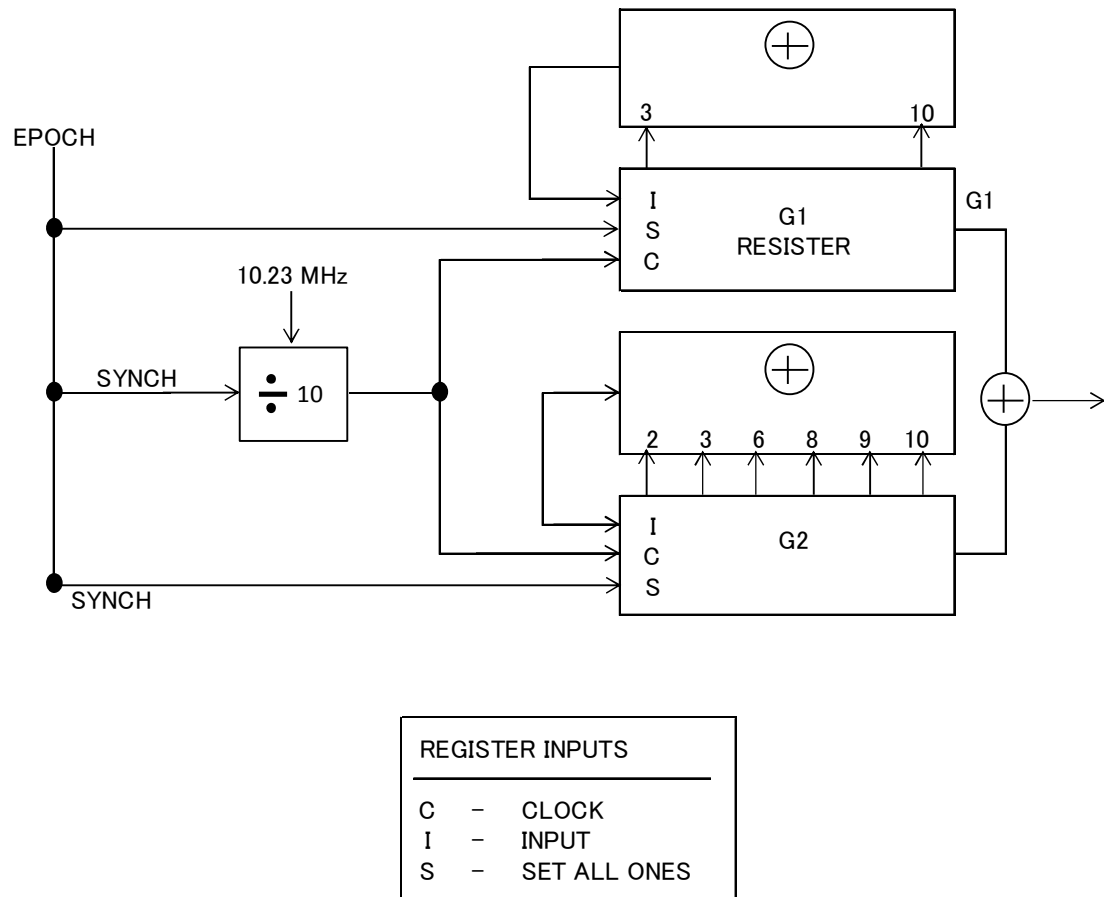 3 10
EPOCH
I
S
C
G1
RESISTER
G1
10.23 MHz
SYNCH
÷ 10
2 3 6 8 9 10
I
C
S
G2
SYNCH
REGISTER INPUTS
C – CLOCK
I – INPUT
S – SET ALL ONES